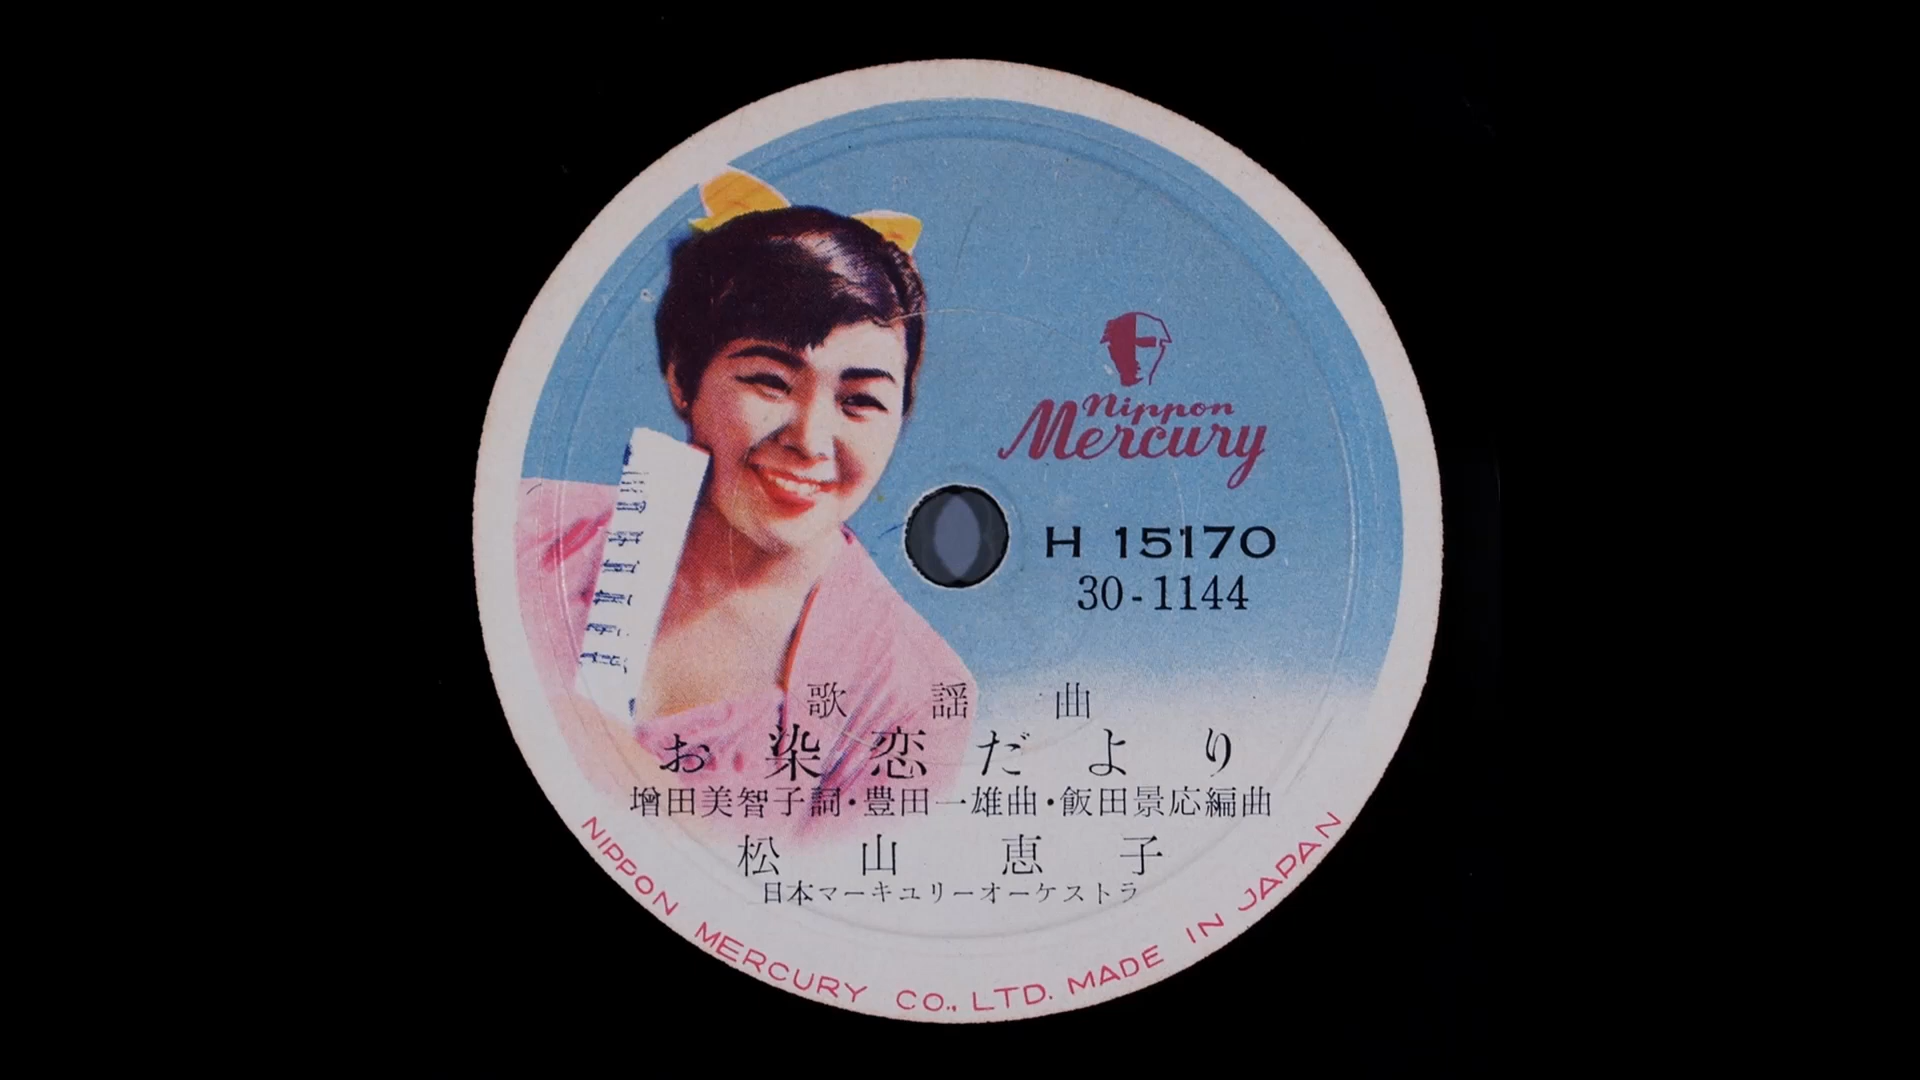 nippon
Mercury
H 15170
30-1144
歌謡曲
お染恋だより
増田美智子詞・豊田一雄曲・飯田景応編曲
松山恵子
日本マーキュリーオーケストラ
NIPPON MERCURY CO., LTD. MADE IN JAPAN